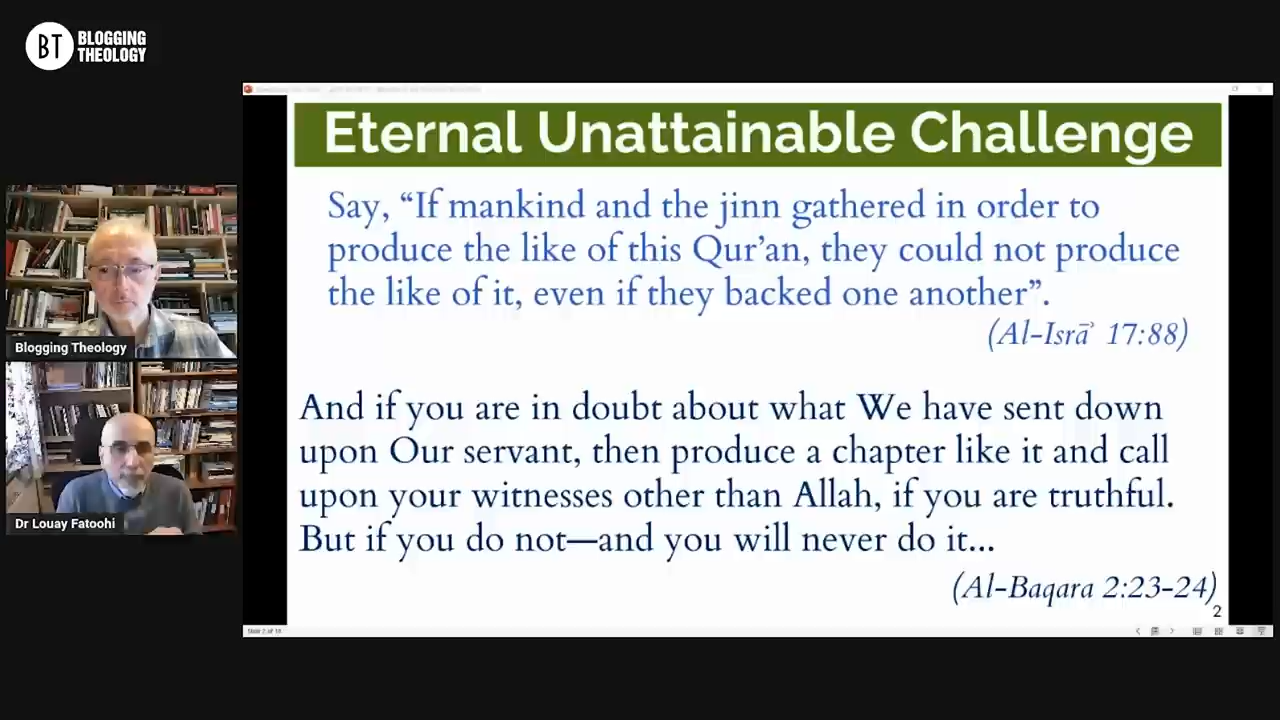 BT BLOGGING
THEOLOGY
Eternal Unattainable Challenge
Say, “If mankind and the jinn gathered in order to
produce the like of this Qur’an, they could not produce
the like of it, even if they backed one another”.
(Al-Isrāʾ 17:88)
And if you are in doubt about what We have sent down
upon Our servant, then produce a chapter like it and call
upon your witnesses other than Allah, if you are truthful.
But if you do not—and you will never do it...
(Al-Baqara 2:23-24)
2
Blogging Theology
Dr Louay Fatoohi